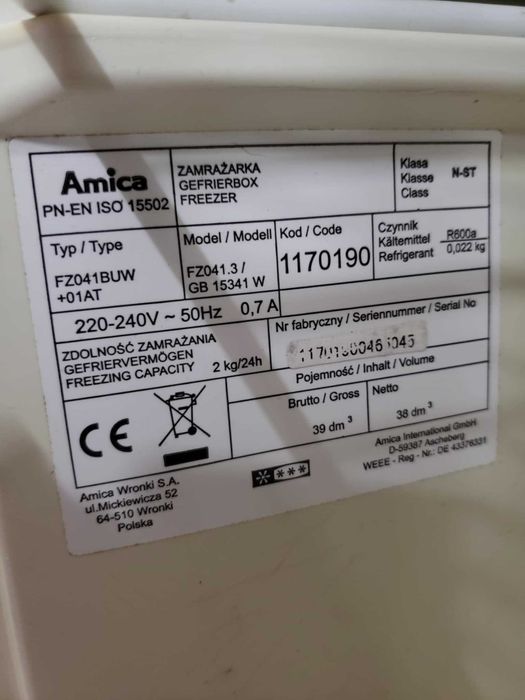 Amica
PN-EN ISO 15502
ZAMRAŻARKA
GEFRIERBOX
FREEZER
Klasa
Klasse
Class
N-ST
Typ / Type
FZ041BUW
+01AT
Model / Modell
FZ041.3 /
GB 15341 W
Kod / Code
1170190
Czynnik
Kältemittel
Refrigerant
R600a
0,022 kg
220-240V ~ 50Hz 0,7 A
Nr fabryczny / Seriennummer / Serial No
ZDOLNOŚĆ ZAMRAŻANIA
GEFRIERVERMÖGEN
FREEZING CAPACITY 2 kg/24h
Pojemność / Inhalt / Volume
Brutto / Gross
39 dm³
Netto
38 dm³
CE
Amica Wronki S.A.
ul.Mickiewicza 52
64-510 Wronki
Polska
Amica International GmbH
D-59387 Ascheberg
WEEE - Reg - Nr.: DE 43376331